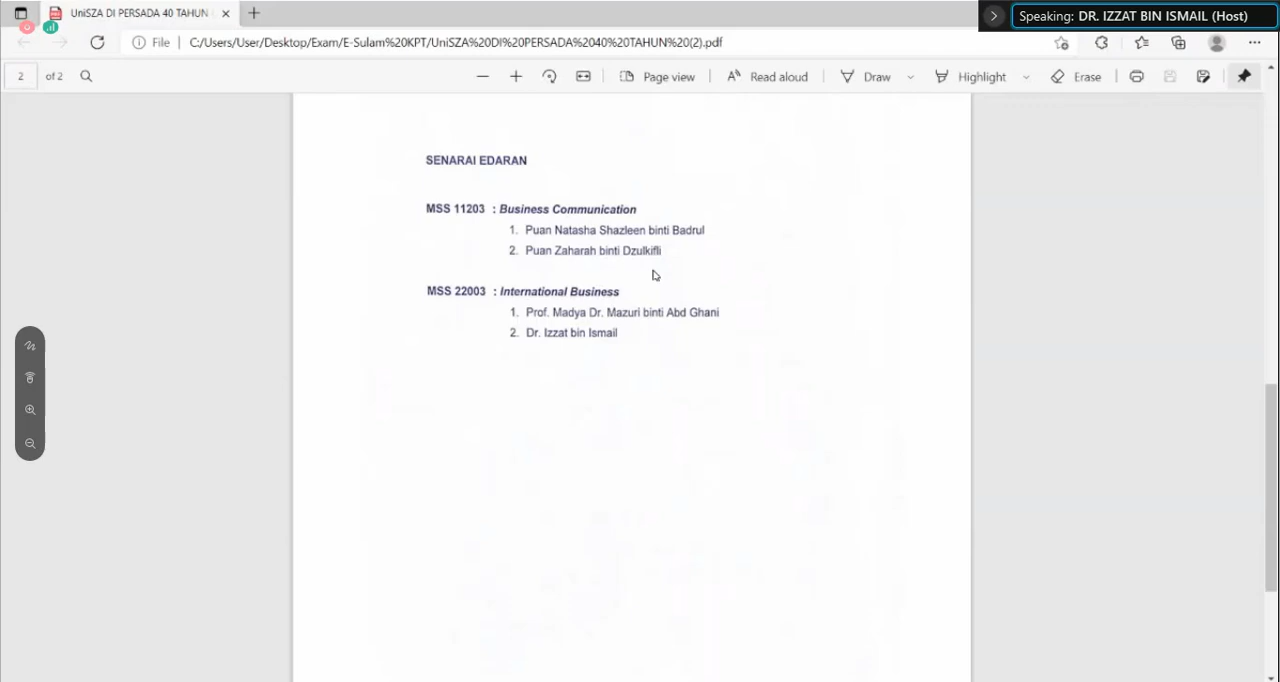 UniSZA DI PERSADA 40 TAHUN
Speaking: DR. IZZAT BIN ISMAIL (Host)
File C:/Users/User/Desktop/Exam/E-Sulam%20KPT/UniSZA%20DI%20PERSADA%2040%20TAHUN%20(2).pdf
2 of 2 Page view Read aloud Draw Highlight Erase
SENARAI EDARAN
MSS 11203 : Business Communication
1. Puan Natasha Shazleen binti Badrul
2. Puan Zaharah binti Dzulkifli
MSS 22003 : International Business
1. Prof. Madya Dr. Mazuri binti Abd Ghani
2. Dr. Izzat bin Ismail